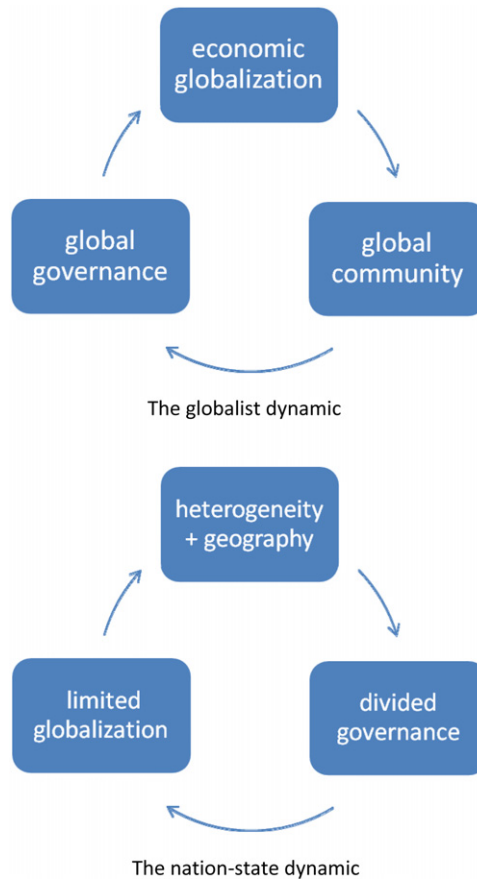 economic
globalization
global
governance
global
community
The globalist dynamic
heterogeneity
+ geography
limited
globalization
divided
governance
The nation-state dynamic